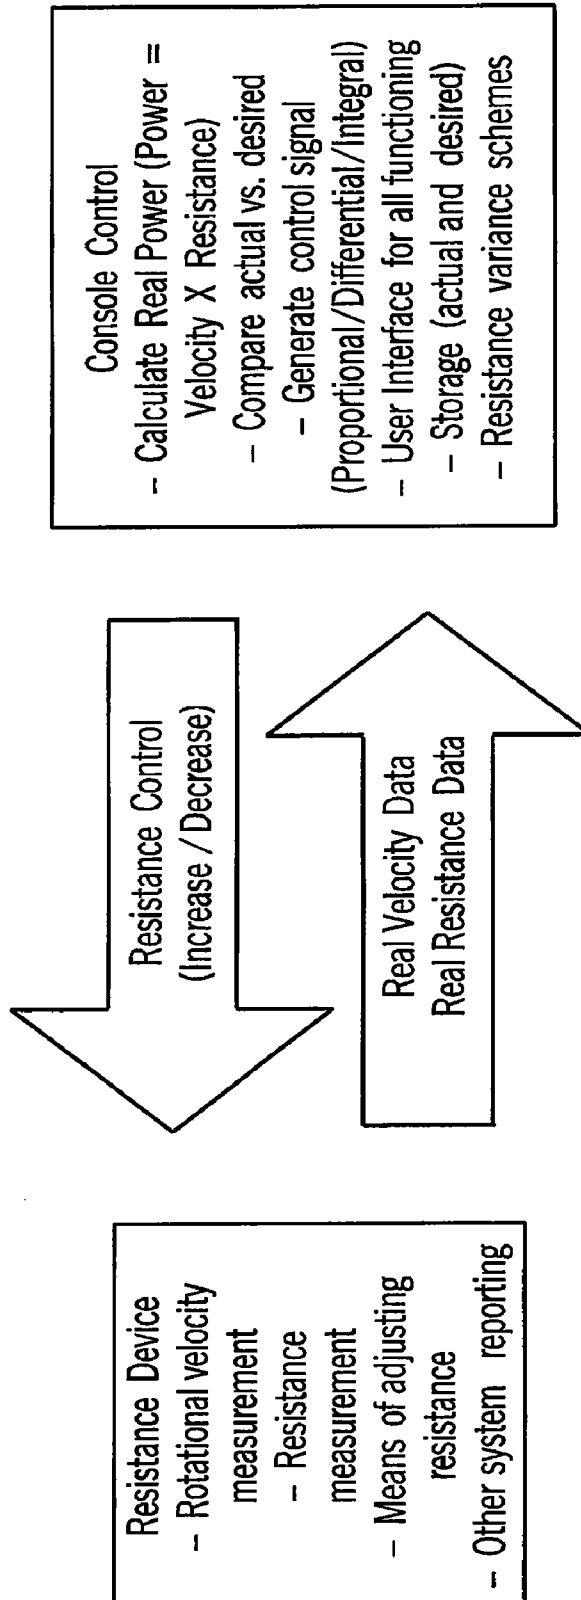 Resistance Device
- Rotational velocity
measurement
- Resistance
measurement
- Means of adjusting
resistance
- Other system reporting
Resistance Control
(Increase / Decrease)
Real Velocity Data
Real Resistance Data
Console Control
- Calculate Real Power (Power =
Velocity X Resistance)
- Compare actual vs. desired
- Generate control signal
(Proportional/Differential/Integral)
- User Interface for all functioning
- Storage (actual and desired)
- Resistance variance schemes